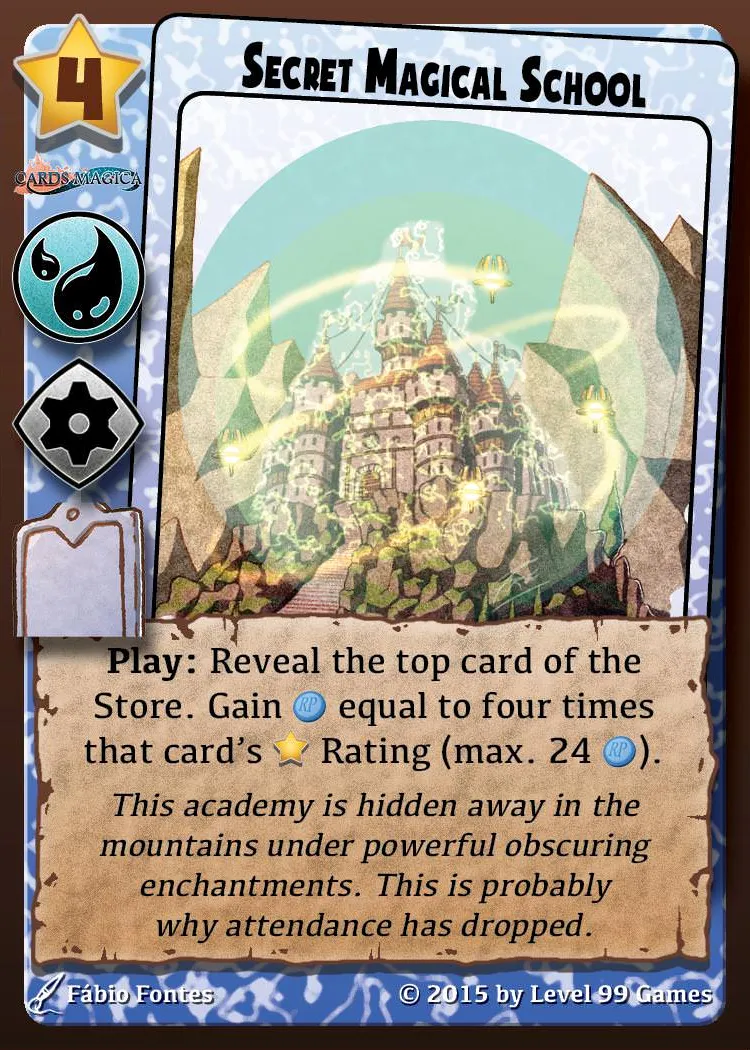 4
SECRET MAGICAL SCHOOL
CARDS MAGICA
Play: Reveal the top card of the
Store. Gain RP equal to four times
that card's Rating (max. 24 RP).
This academy is hidden away in the
mountains under powerful obscuring
enchantments. This is probably
why attendance has dropped.
Fábio Fontes © 2015 by Level 99 Games